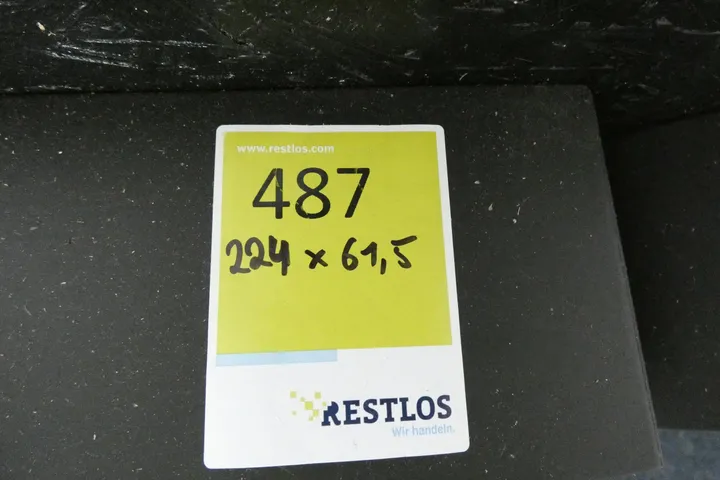 www.restlos.com
487
224 x 61,5
RESTLOS
Wir handeln.